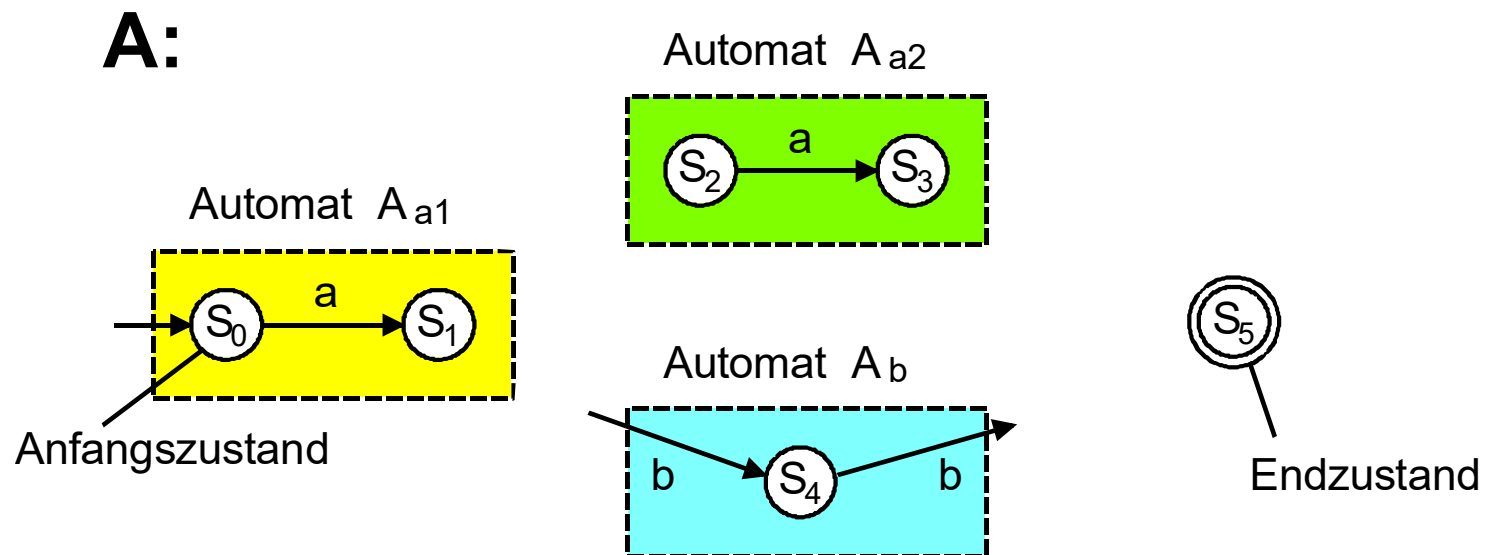 A:
Automat A a2
a
S2
S3
Automat A a1
a
S0
S1
S5
Automat A b
Anfangszustand
b
S4
b
Endzustand